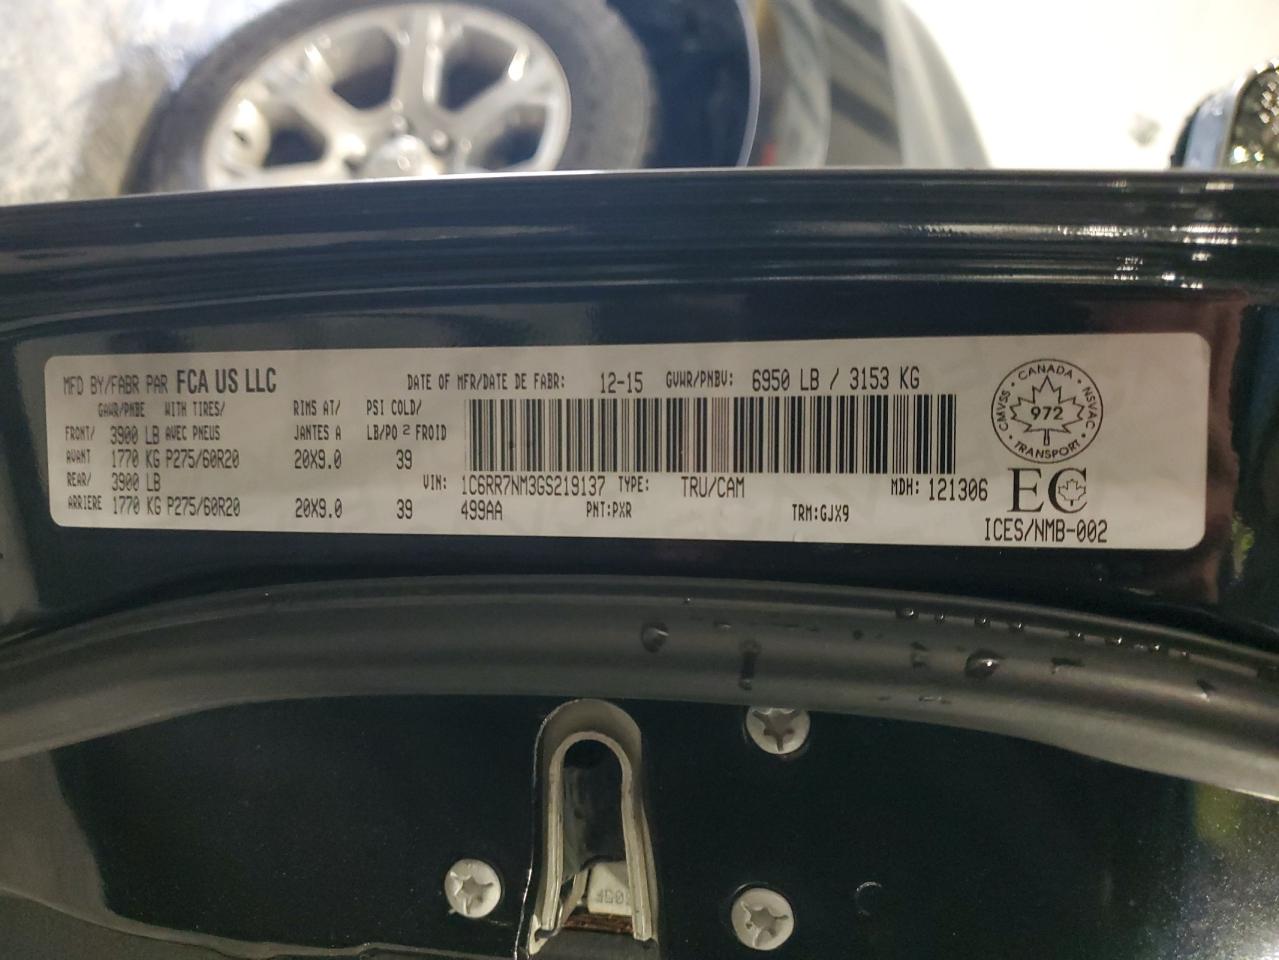 MFD BY/FABR PAR FCA US LLC DATE OF MFR/DATE DE FABR: 12-15 GVWR/PNBV: 6950 LB / 3153 KG
GAWR/PNBE WITH TIRES/ RIMS AT/ PSI COLD/
FRONT/ 3900 LB AVEC PNEUS JANTES A LB/PO 2 FROID
AVANT 1770 KG P275/60R20 20X9.0 39
REAR/ 3900 LB VIN: 1C6RR7NM3GS219137 TYPE: TRU/CAM MDH: 121306
ARRIERE 1770 KG P275/60R20 20X9.0 39 499AA PNT:PXR TRM:GJX9
CANADA
CMVSS NSVAC
972
TRANSPORT
EC
ICES/NMB-002